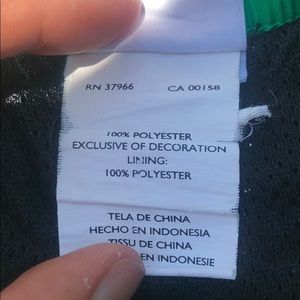 RN 37966 CA 00158
100% POLYESTER
EXCLUSIVE OF DECORATION
LINING:
100% POLYESTER
TELA DE CHINA
HECHO EN INDONESIA
TISSU DE CHINA
EN INDONESIE